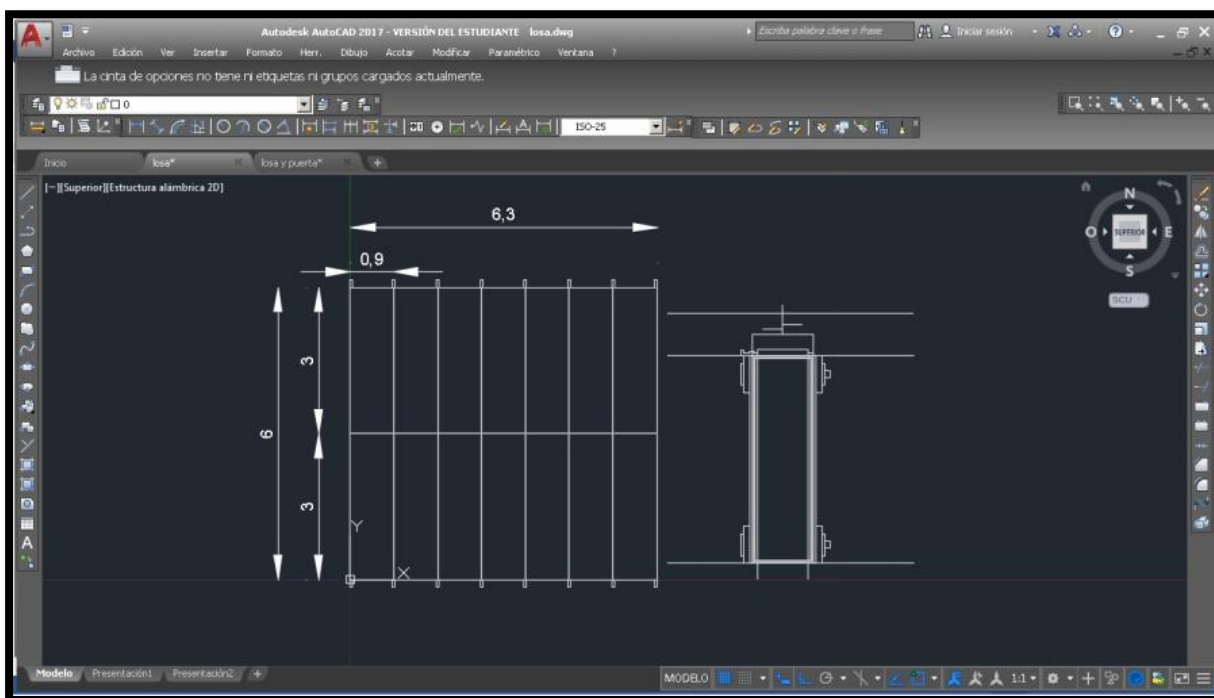 Autodesk AutoCAD 2017 - VERSIÓN DEL ESTUDIANTE losa.dwg
Escriba palabra clave o frase
Iniciar sesión
Archivo Edición Ver Insertar Formato Herr. Dibujo Acotar Modificar Paramétrico Ventana ?
La cinta de opciones no tiene ni etiquetas ni grupos cargados actualmente.
0
ISO-25
Inicio losa* losa y puerta*
[−][Superior][Estructura alámbrica 2D]
N
O SUPERIOR E
S
SCU
6,3
0,9
3
6
3
Y
X
Modelo Presentación1 Presentación2 +
MODELO 1:1